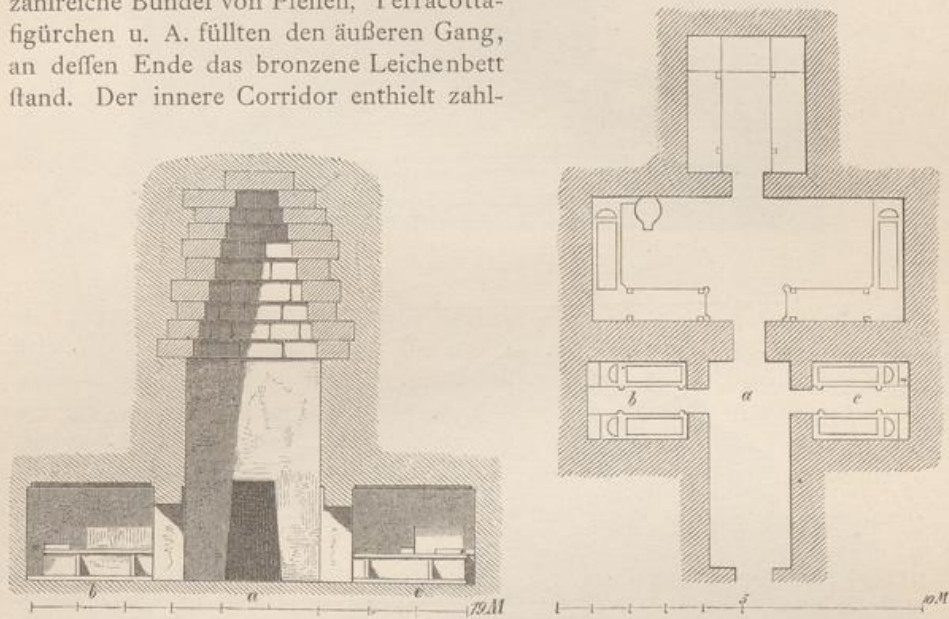 zahlreiche Bündel von Pfeilen, Terracotta-
figürchen u. A. füllten den äußeren Gang,
an deſſen Ende das bronzene Leichenbett
ſtand. Der innere Corridor enthielt zahl-
b a c
b a c
5 10 M